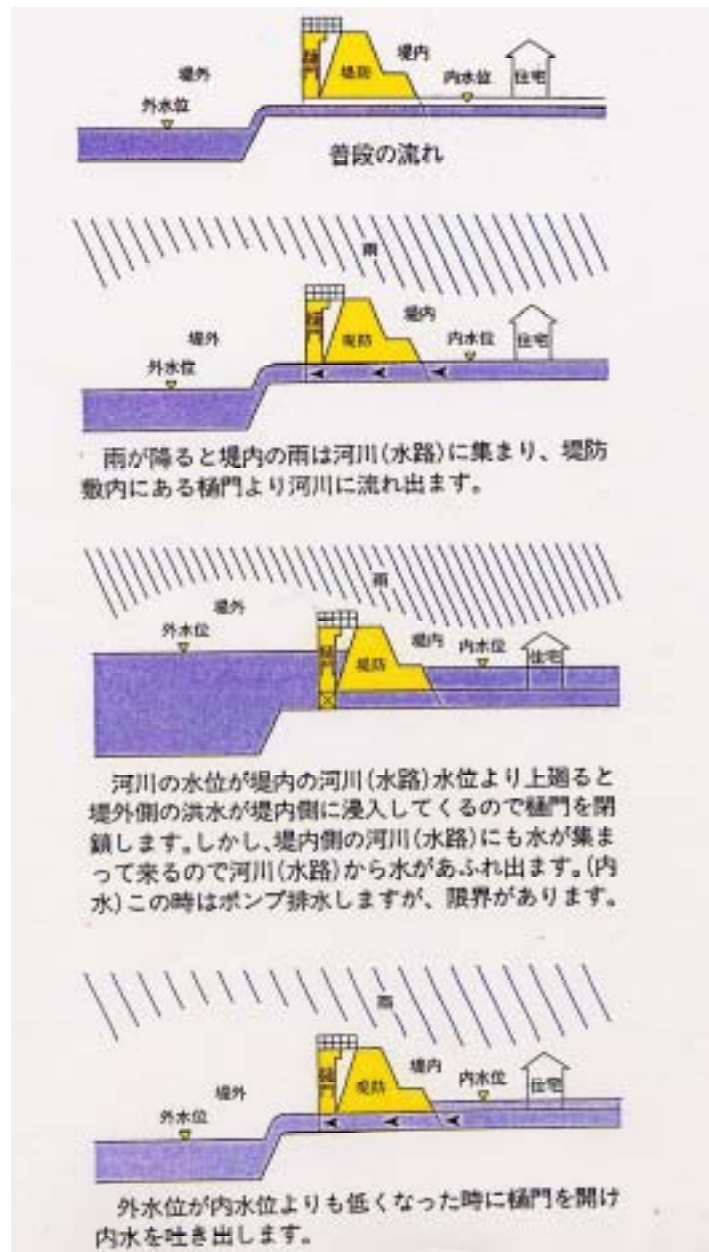 樋門
堤防
堤内
堤外
内水位
住宅
外水位
普段の流れ
雨
樋門
堤防
堤内
堤外
内水位
住宅
外水位
雨が降ると堤内の雨は河川(水路)に集まり、堤防
敷内にある樋門より河川に流れ出ます。
雨
堤外
外水位
樋門
堤防
堤内
内水位
住宅
河川の水位が堤内の河川(水路)水位より上廻ると
堤外側の洪水が堤内側に浸入してくるので樋門を閉
鎖します。しかし、堤内側の河川(水路)にも水が集ま
って来るので河川(水路)から水があふれ出ます。(内
水)この時はポンプ排水しますが、限界があります。
雨
樋門
堤防
堤内
堤外
内水位
住宅
外水位
外水位が内水位よりも低くなった時に樋門を開け
内水を吐き出します。